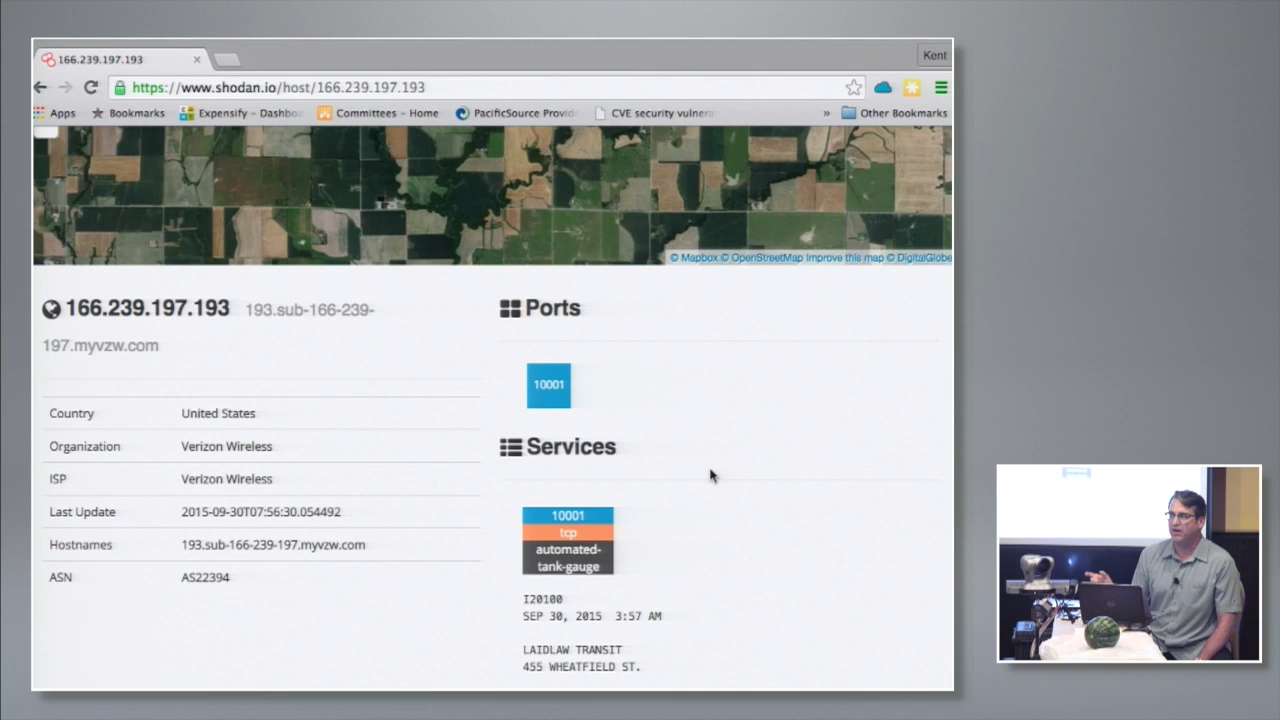 166.239.197.193
Kent
https://www.shodan.io/host/166.239.197.193
Apps
Bookmarks
Expensify – Dashbo
Committees – Home
PacificSource Provid
CVE security vulnera
»
Other Bookmarks
© Mapbox © OpenStreetMap Improve this map © DigitalGlobe
166.239.197.193 193.sub-166-239-
197.myvzw.com
Country United States
Organization Verizon Wireless
ISP Verizon Wireless
Last Update 2015-09-30T07:56:30.054492
Hostnames 193.sub-166-239-197.myvzw.com
ASN AS22394
Ports
10001
Services
10001
tcp
automated-
tank-gauge
I20100
SEP 30, 2015 3:57 AM
LAIDLAW TRANSIT
455 WHEATFIELD ST.